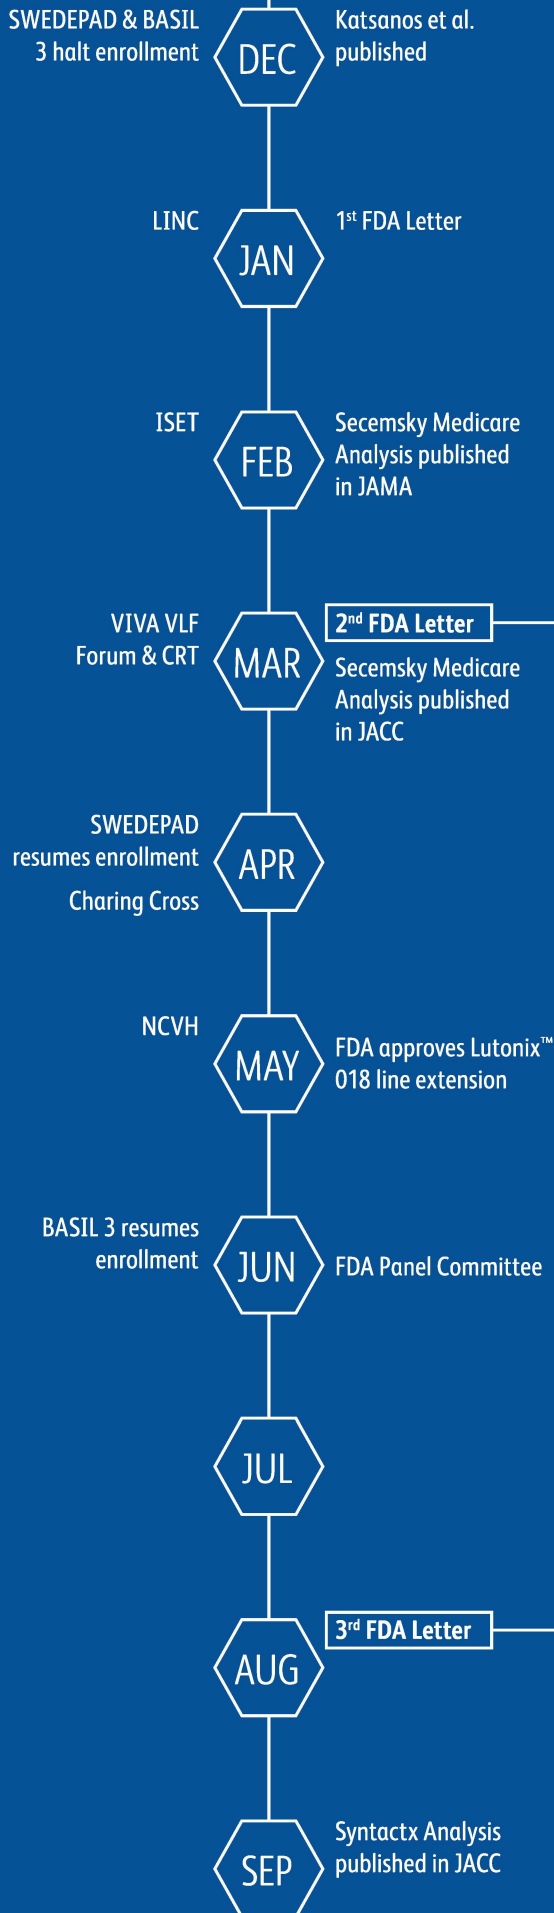 SWEDEPAD & BASIL
3 halt enrollment
DEC
Katsanos et al.
published
LINC
JAN
1st FDA Letter
ISET
FEB
Secemsky Medicare
Analysis published
in JAMA
VIVA VLF
Forum & CRT
MAR
2nd FDA Letter
Secemsky Medicare
Analysis published
in JACC
SWEDEPAD
resumes enrollment
Charing Cross
APR
NCVH
MAY
FDA approves Lutonix™
018 line extension
BASIL 3 resumes
enrollment
JUN
FDA Panel Committee
JUL
3rd FDA Letter
AUG
SEP
Syntactx Analysis
published in JACC